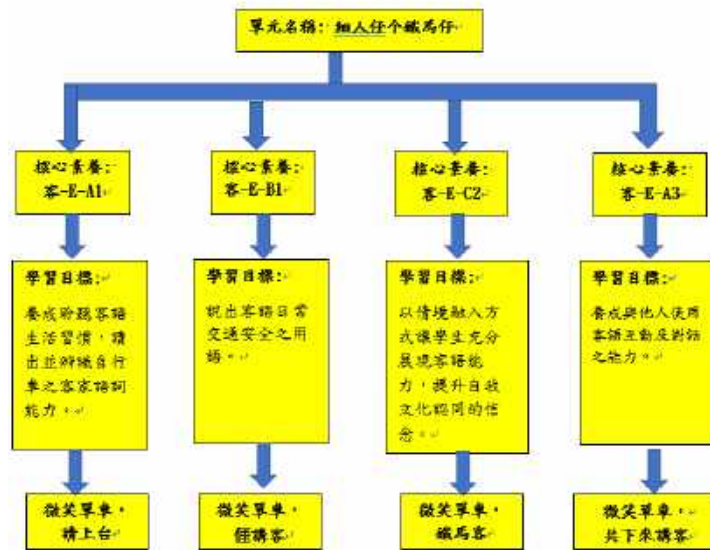 單元名稱：細人仔个鐵馬仔
核心素養：
客-E-A1
核心素養：
客-E-B1
核心素養：
客-E-C2
核心素養：
客-E-A3
學習目標：
養成聆聽客語
生活習慣，讀
出並辨識自行
車之客家語詞
能力。
學習目標：
說出客語日常
交通安全之用
語。
學習目標：
以情境融入方
式讓學生充分
展現客語能
力，提升自我
文化認同的信
念。
學習目標：
養成與他人使用
客語互動及對話
之能力。
微笑單車，
請上台
微笑單車，
𠊎講客
微笑單車，
鐵馬客
微笑單車，
共下來講客